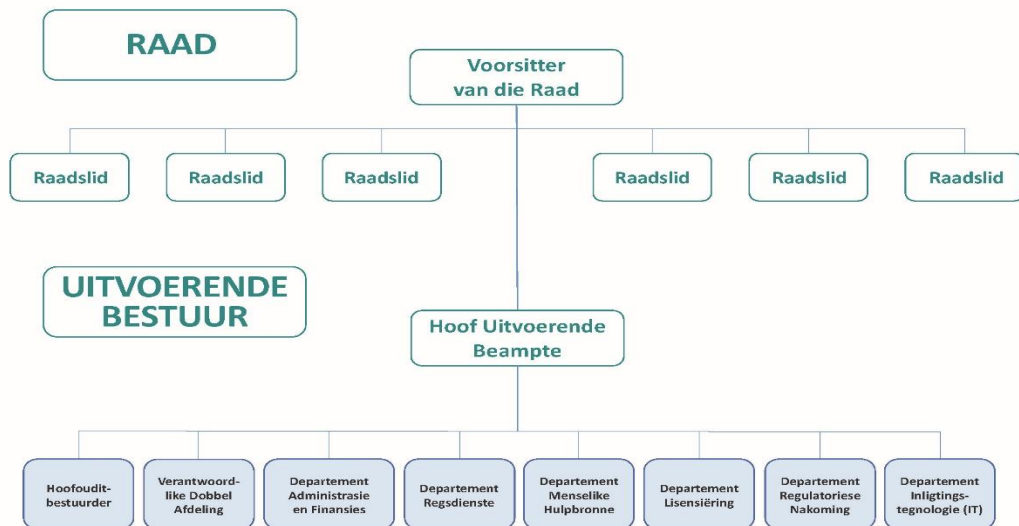 RAAD
Voorsitter
van die Raad
Raadslid
Raadslid
Raadslid
Raadslid
Raadslid
Raadslid
UITVOERENDE
BESTUUR
Hoof Uitvoerende
Beampte
Hoofoudit-
bestuurder
Verantwoord-
like Dobbel
Afdeling
Departement
Administrasie
en Finansies
Departement
Regsdienste
Departement
Menselike
Hulpbronne
Departement
Lisensiëring
Departement
Regulatoriese
Nakoming
Departement
Inligtings-
tegnologie (IT)